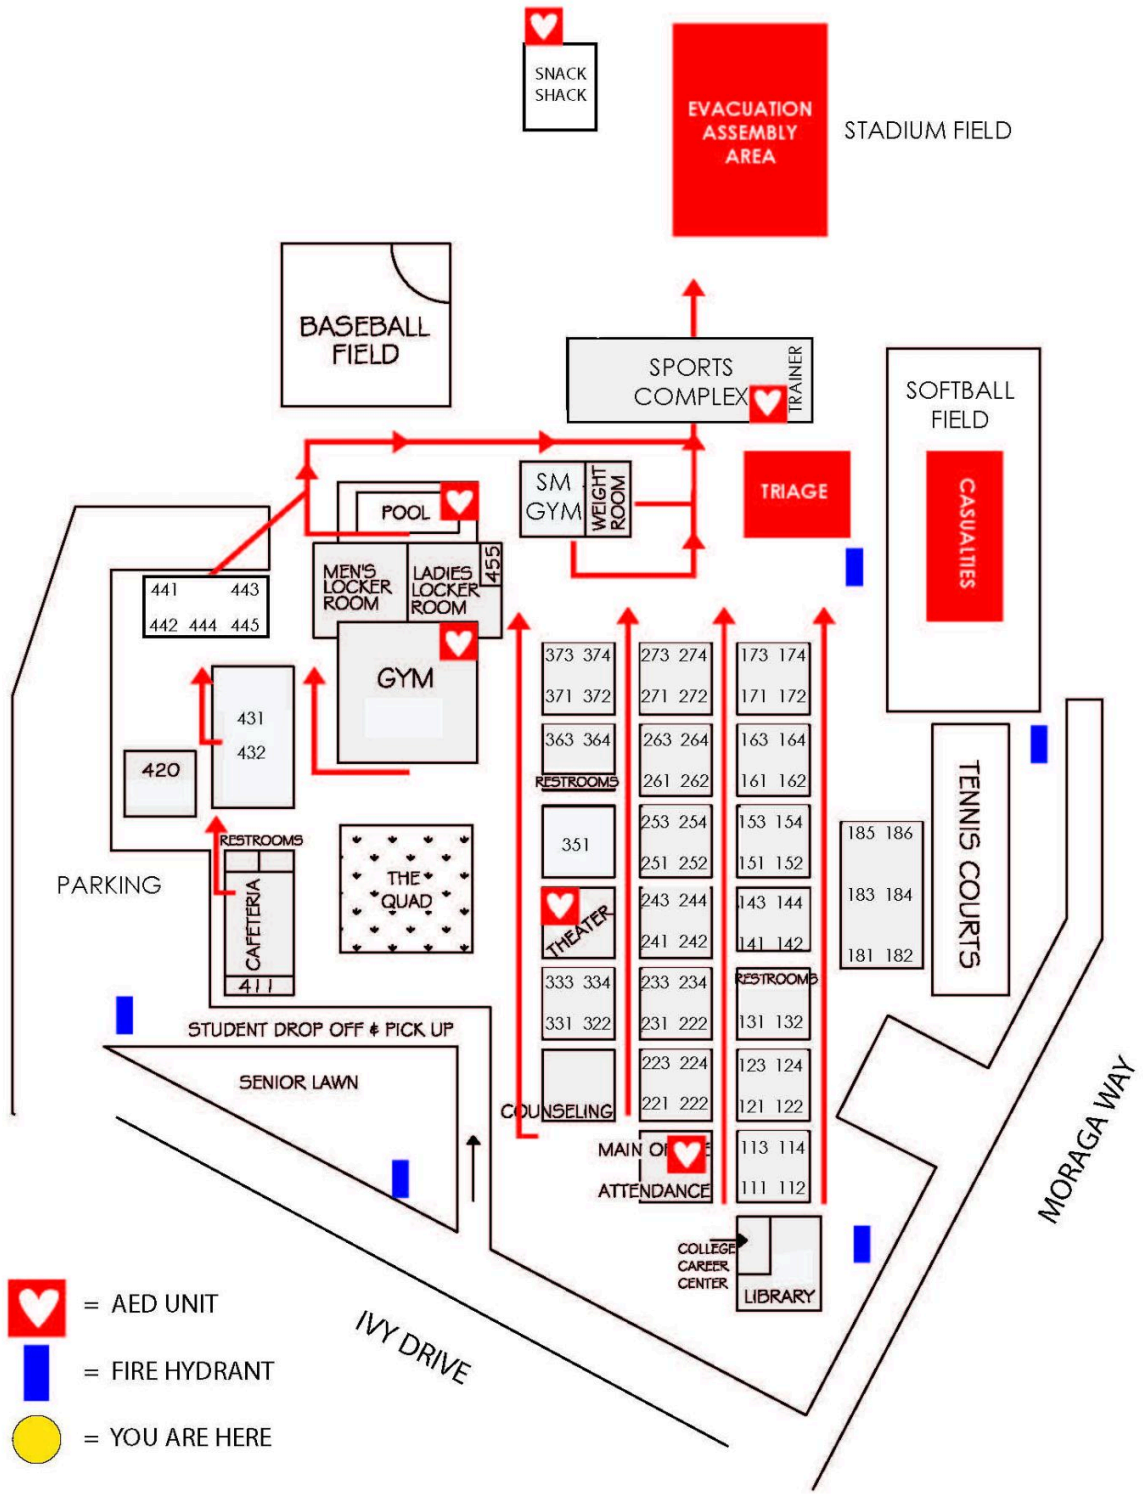 SNACK
SHACK
EVACUATION
ASSEMBLY
AREA
STADIUM FIELD
BASEBALL
FIELD
SPORTS
COMPLEX
TRAINER
SOFTBALL
FIELD
SM
GYM
WEIGHT
ROOM
TRIAGE
CASUALTIES
POOL
441 443
442 444 445
MEN'S
LOCKER
ROOM
LADIES
LOCKER
ROOM
455
GYM
431
432
420
373 374
371 372
273 274
271 272
173 174
171 172
363 364
RESTROOMS
263 264
261 262
163 164
161 162
351
253 254
251 252
153 154
151 152
185 186
183 184
181 182
TENNIS COURTS
RESTROOMS
CAFETERIA
411
PARKING
THE
QUAD
THEATER
243 244
241 242
143 144
141 142
333 334
331 322
233 234
231 222
RESTROOMS
131 132
STUDENT DROP OFF & PICK UP
SENIOR LAWN
COUNSELING
223 224
221 222
123 124
121 122
MAIN OF
ATTENDANCE
113 114
111 112
COLLEGE
CAREER
CENTER
LIBRARY
MORAGA WAY
IVY DRIVE
= AED UNIT
= FIRE HYDRANT
= YOU ARE HERE